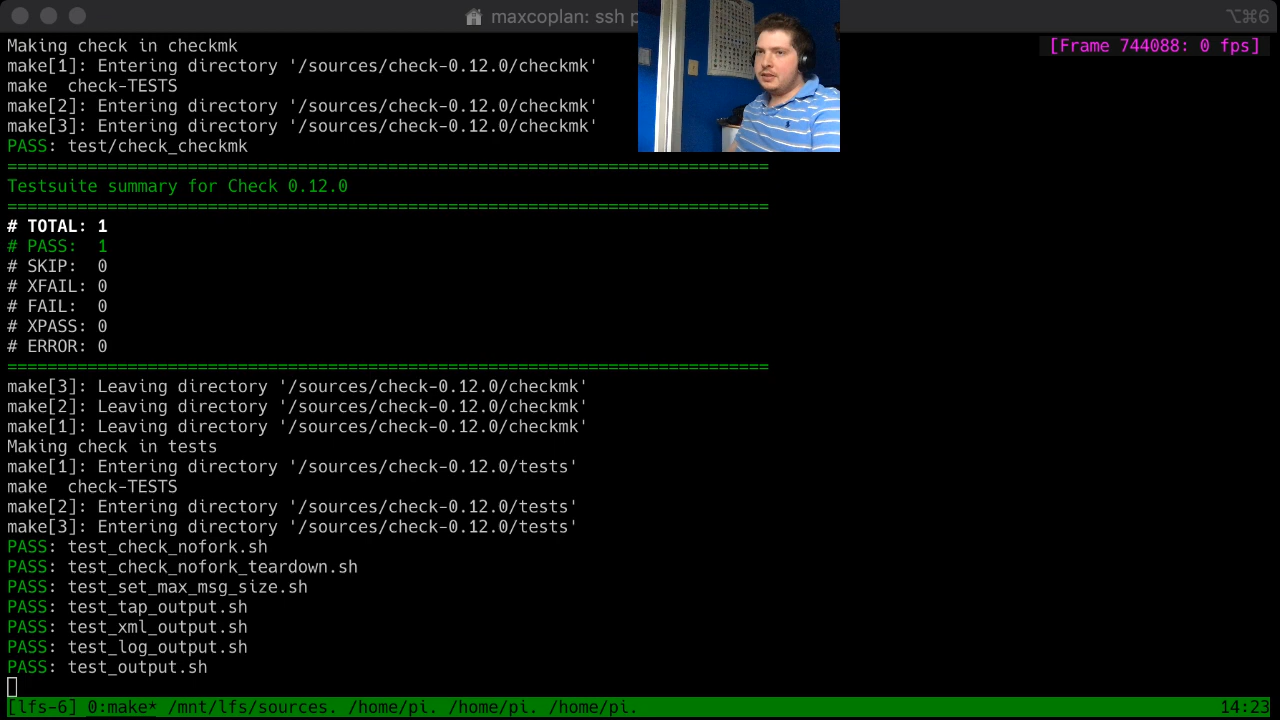 maxcoplan: ssh p
⌥⌘6
Making check in checkmk
[Frame 744088: 0 fps]
make[1]: Entering directory '/sources/check-0.12.0/checkmk'
make  check-TESTS
make[2]: Entering directory '/sources/check-0.12.0/checkmk'
make[3]: Entering directory '/sources/check-0.12.0/checkmk'
PASS: test/check_checkmk
============================================================================
Testsuite summary for Check 0.12.0
============================================================================
# TOTAL: 1
# PASS:  1
# SKIP:  0
# XFAIL: 0
# FAIL:  0
# XPASS: 0
# ERROR: 0
============================================================================
make[3]: Leaving directory '/sources/check-0.12.0/checkmk'
make[2]: Leaving directory '/sources/check-0.12.0/checkmk'
make[1]: Leaving directory '/sources/check-0.12.0/checkmk'
Making check in tests
make[1]: Entering directory '/sources/check-0.12.0/tests'
make  check-TESTS
make[2]: Entering directory '/sources/check-0.12.0/tests'
make[3]: Entering directory '/sources/check-0.12.0/tests'
PASS: test_check_nofork.sh
PASS: test_check_nofork_teardown.sh
PASS: test_set_max_msg_size.sh
PASS: test_tap_output.sh
PASS: test_xml_output.sh
PASS: test_log_output.sh
PASS: test_output.sh
[lfs-6] 0:make* /mnt/lfs/sources. /home/pi. /home/pi. /home/pi.
14:23